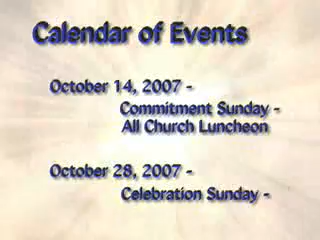 Calendar of Events
October 14, 2007 -
Commitment Sunday -
All Church Luncheon
October 28, 2007 -
Celebration Sunday -